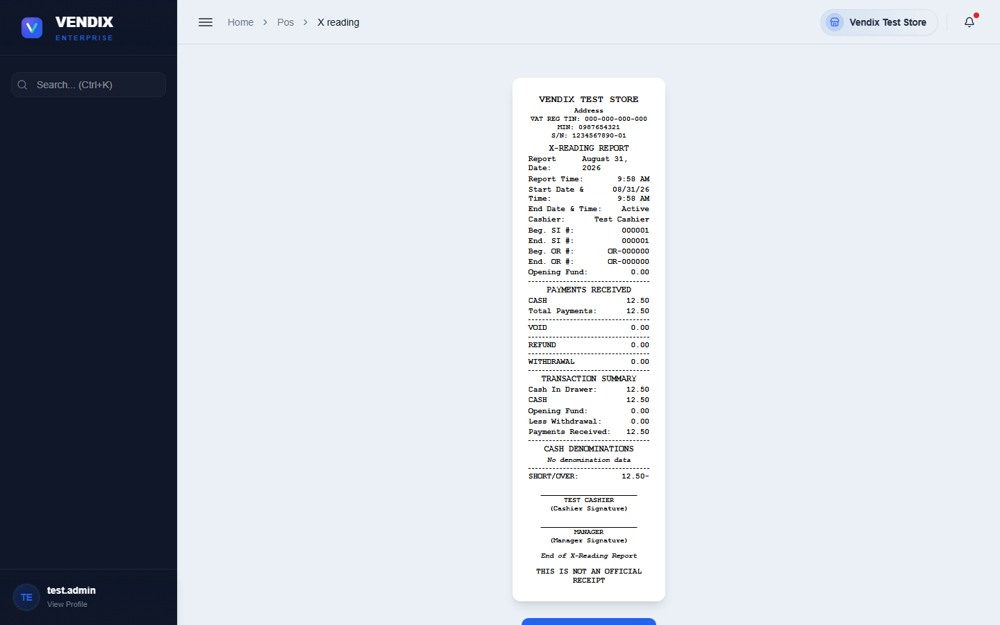 VENDIX
ENTERPRISE
Search... (Ctrl+K)
test.admin
View Profile
TE
Home > Pos > X reading
Vendix Test Store
VENDIX TEST STORE
Address
VAT REG TIN: 000-000-000-000
MIN: 0987654321
S/N: 1234567890-01
X-READING REPORT
Report Date: August 31, 2026
Report Time: 9:58 AM
Start Date & Time: 08/31/26 9:58 AM
End Date & Time: Active
Cashier: Test Cashier
Beg. SI #: 000001
End. SI #: 000001
Beg. OR #: OR-000000
End. OR #: OR-000000
Opening Fund: 0.00
PAYMENTS RECEIVED
CASH 12.50
Total Payments: 12.50
VOID 0.00
REFUND 0.00
WITHDRAWAL 0.00
TRANSACTION SUMMARY
Cash In Drawer: 12.50
CASH 12.50
Opening Fund: 0.00
Less Withdrawal: 0.00
Payments Received: 12.50
CASH DENOMINATIONS
No denomination data
SHORT/OVER: 12.50-
TEST CASHIER
(Cashier Signature)
MANAGER
(Manager Signature)
End of X-Reading Report
THIS IS NOT AN OFFICIAL
RECEIPT